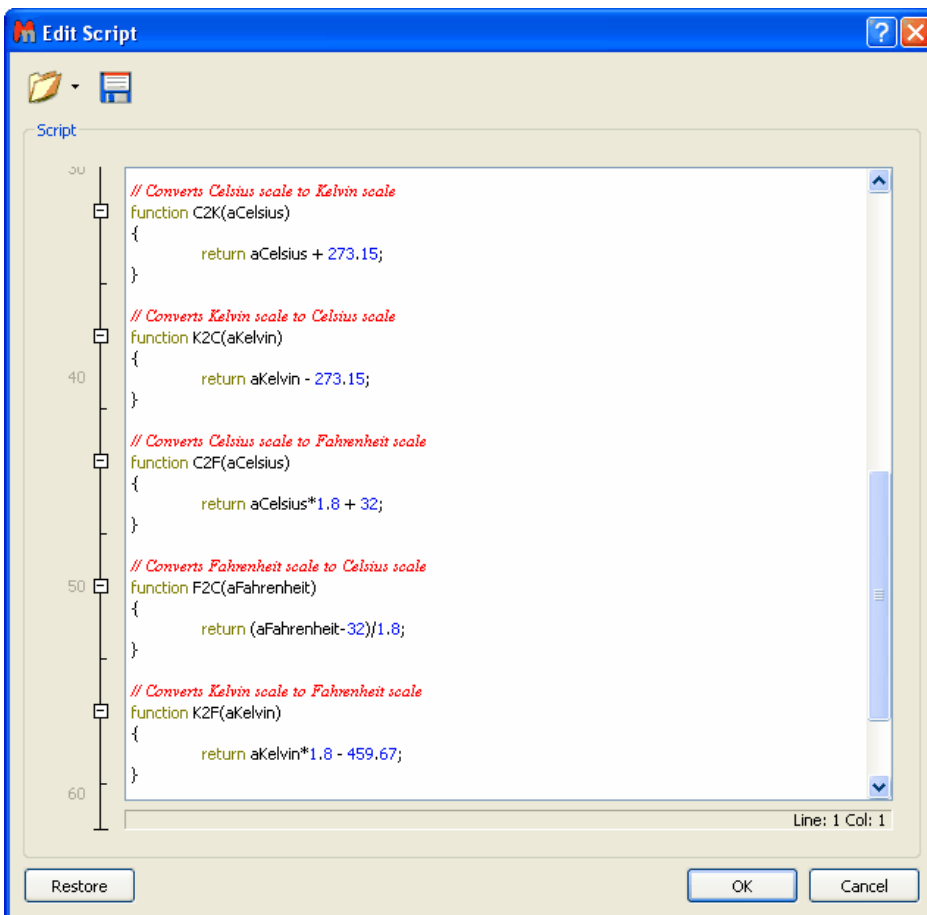 Edit Script
Script
30
// Converts Celsius scale to Kelvin scale
function C2K(aCelsius)
{
return aCelsius + 273.15;
}
// Converts Kelvin scale to Celsius scale
function K2C(aKelvin)
{
40
return aKelvin - 273.15;
}
// Converts Celsius scale to Fahrenheit scale
function C2F(aCelsius)
{
return aCelsius*1.8 + 32;
}
// Converts Fahrenheit scale to Celsius scale
50
function F2C(aFahrenheit)
{
return (aFahrenheit-32)/1.8;
}
// Converts Kelvin scale to Fahrenheit scale
function K2F(aKelvin)
{
return aKelvin*1.8 - 459.67;
}
60
Line: 1 Col: 1
Restore
OK
Cancel